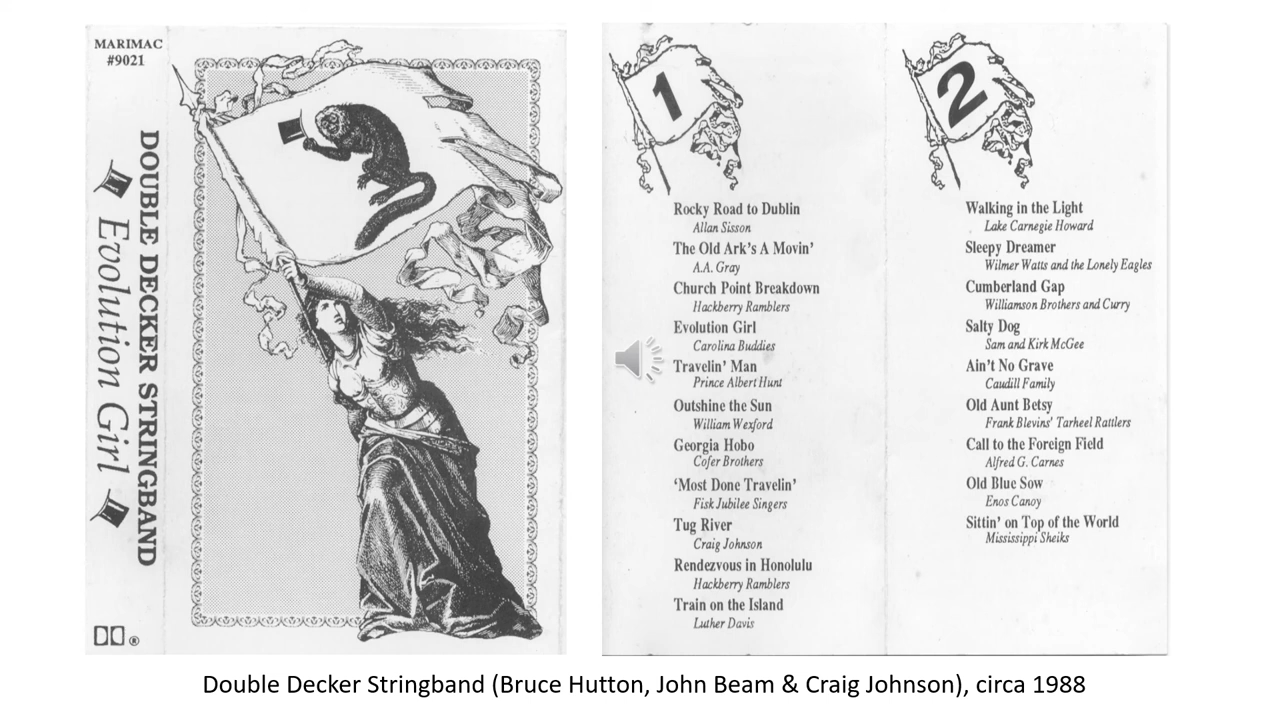 MARIMAC
#9021
DOUBLE DECKER STRINGBAND
Evolution Girl
®
1
Rocky Road to Dublin
Allan Sisson
The Old Ark's A Movin'
A.A. Gray
Church Point Breakdown
Hackberry Ramblers
Evolution Girl
Carolina Buddies
Travelin' Man
Prince Albert Hunt
Outshine the Sun
William Wexford
Georgia Hobo
Cofer Brothers
'Most Done Travelin'
Fisk Jubilee Singers
Tug River
Craig Johnson
Rendezvous in Honolulu
Hackberry Ramblers
Train on the Island
Luther Davis
2
Walking in the Light
Lake Carnegie Howard
Sleepy Dreamer
Wilmer Watts and the Lonely Eagles
Cumberland Gap
Williamson Brothers and Curry
Salty Dog
Sam and Kirk McGee
Ain't No Grave
Caudill Family
Old Aunt Betsy
Frank Blevins' Tarheel Rattlers
Call to the Foreign Field
Alfred G. Carnes
Old Blue Sow
Enos Canoy
Sittin' on Top of the World
Mississippi Sheiks
Double Decker Stringband (Bruce Hutton, John Beam & Craig Johnson), circa 1988